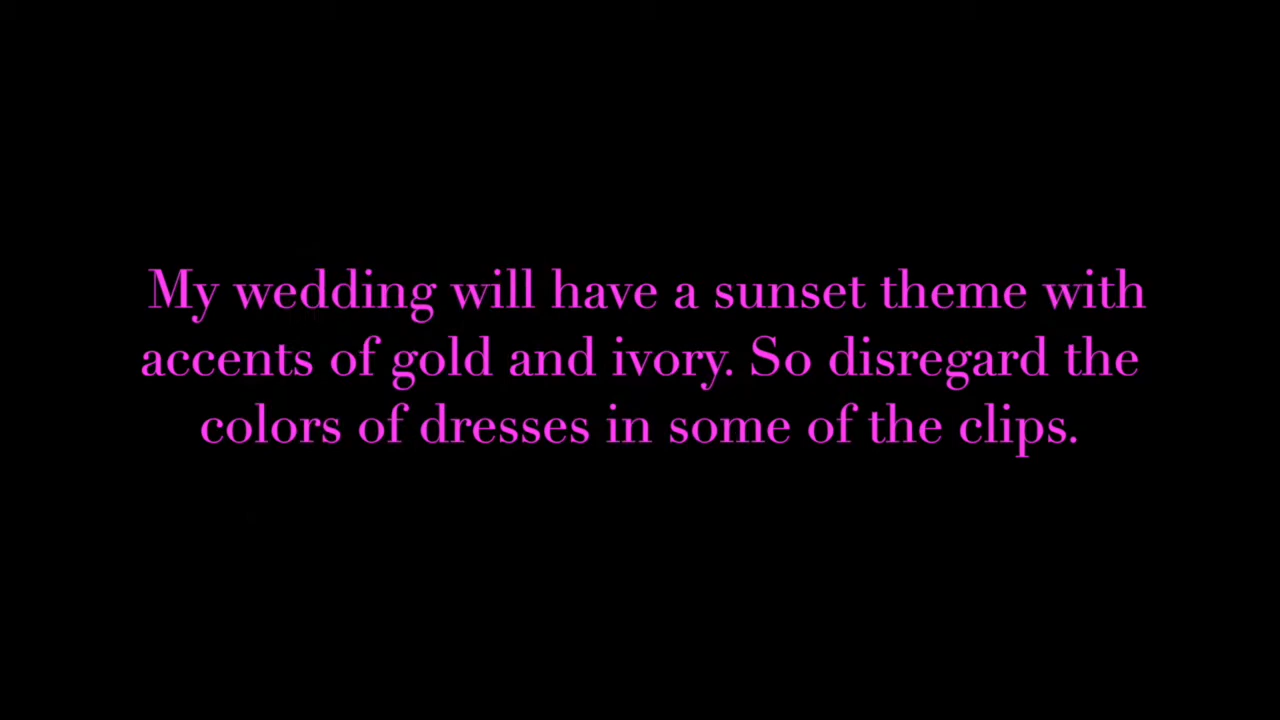 My wedding will have a sunset theme with
accents of gold and ivory. So disregard the
colors of dresses in some of the clips.